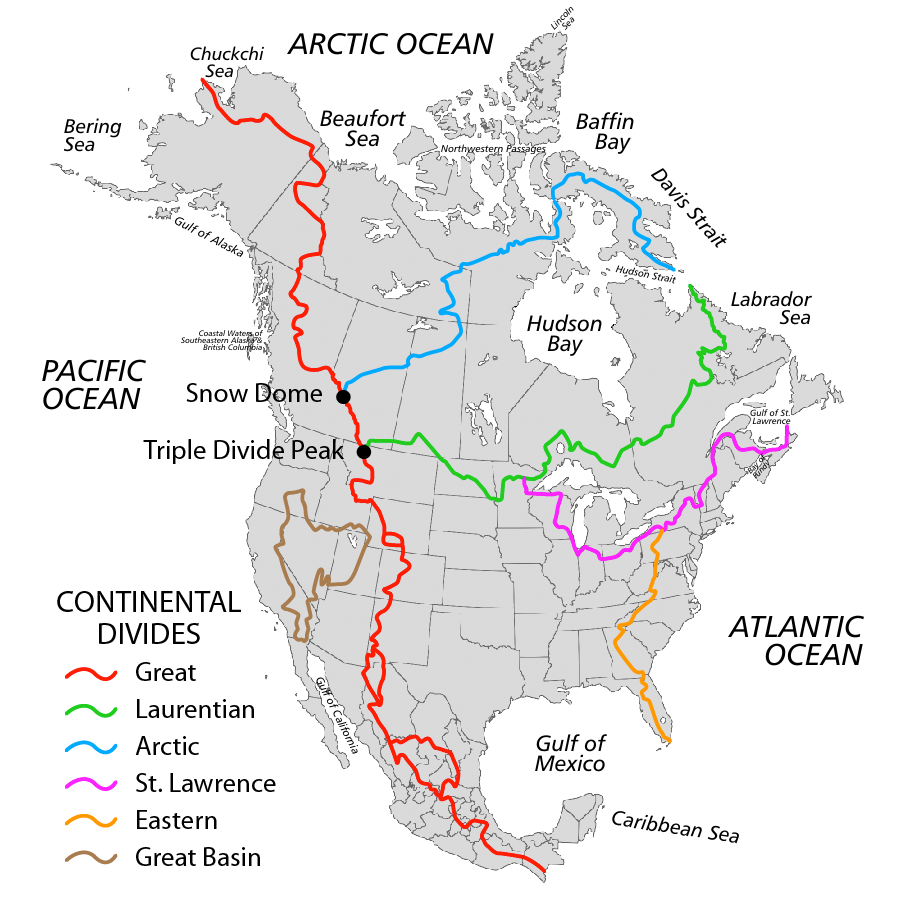 Lincoln
Sea
ARCTIC OCEAN
Chuckchi
Sea
Bering
Sea
Beaufort
Sea
Baffin
Bay
Northwestern Passages
Davis Strait
Gulf of Alaska
Hudson Strait
Labrador
Sea
Hudson
Bay
Coastal Waters of
Southeastern Alaska &
British Columbia
PACIFIC
OCEAN
Snow Dome
Gulf of St.
Lawrence
Triple Divide Peak
Bay of
Fundy
CONTINENTAL
DIVIDES
Great
Laurentian
Arctic
St. Lawrence
Eastern
Great Basin
ATLANTIC
OCEAN
Gulf of California
Gulf of
Mexico
Caribbean Sea